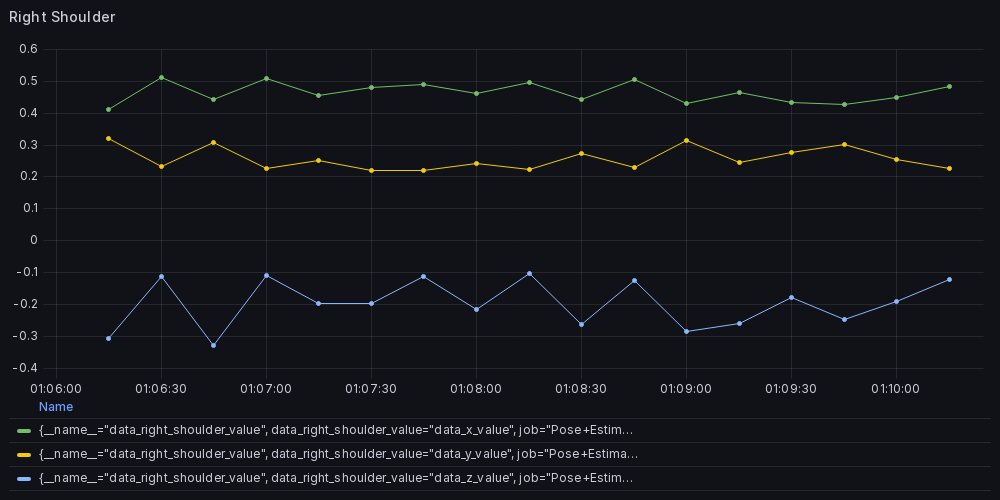 Right Shoulder
0.6
0.5
0.4
0.3
0.2
0.1
0
-0.1
-0.2
-0.3
-0.4
01:06:00 01:06:30 01:07:00 01:07:30 01:08:00 01:08:30 01:09:00 01:09:30 01:10:00
Name
{__name__="data_right_shoulder_value", data_right_shoulder_value="data_x_value", job="Pose+Estim...
{__name__="data_right_shoulder_value", data_right_shoulder_value="data_y_value", job="Pose+Estima...
{__name__="data_right_shoulder_value", data_right_shoulder_value="data_z_value", job="Pose+Estim...